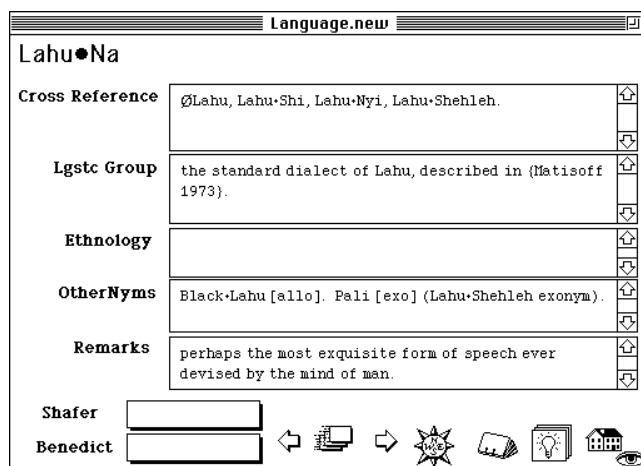 Language.new
Lahu●Na
Cross Reference
ØLahu, Lahu•Shi, Lahu•Nyi, Lahu•Shehleh.
Lgstc Group
the standard dialect of Lahu, described in {Matisoff
1973}.
Ethnology
OtherNyms
Black•Lahu [allo]. Pali [exo] (Lahu•Shehleh exonym).
Remarks
perhaps the most exquisite form of speech ever
devised by the mind of man.
Shafer
Benedict
N
W E
S